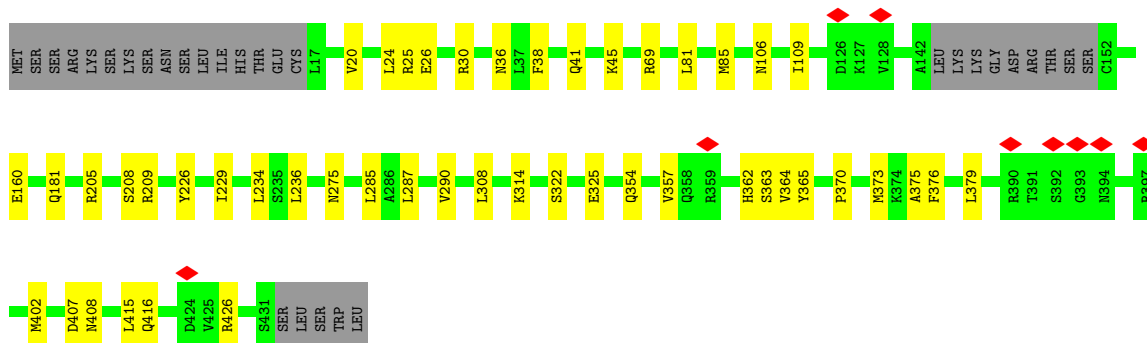 MET SER SER ARG LYS SER LYS SER ASN SER LEU ILE HIS THR GLU CYS L17 V20 L24 R25 E26 R30 N36 L37 F38 Q41 K45 R69 L81 M85 N106 I109 D126 K127 V128 A142 LEU LYS LYS GLY ASP ARG THR SER SER C152
E160 Q181 R205 S208 R209 Y226 I229 L234 S235 L236 N275 L285 A286 L287 V290 L308 K314 S322 E325 Q354 V357 Q358 R359 H362 S363 V364 Y365 P370 M373 K374 A375 F376 L379 R390 T391 S392 G393 N394
M402 D407 N408 L415 Q416 D424 V425 R426 S431 SER LEU SER TRP LEU